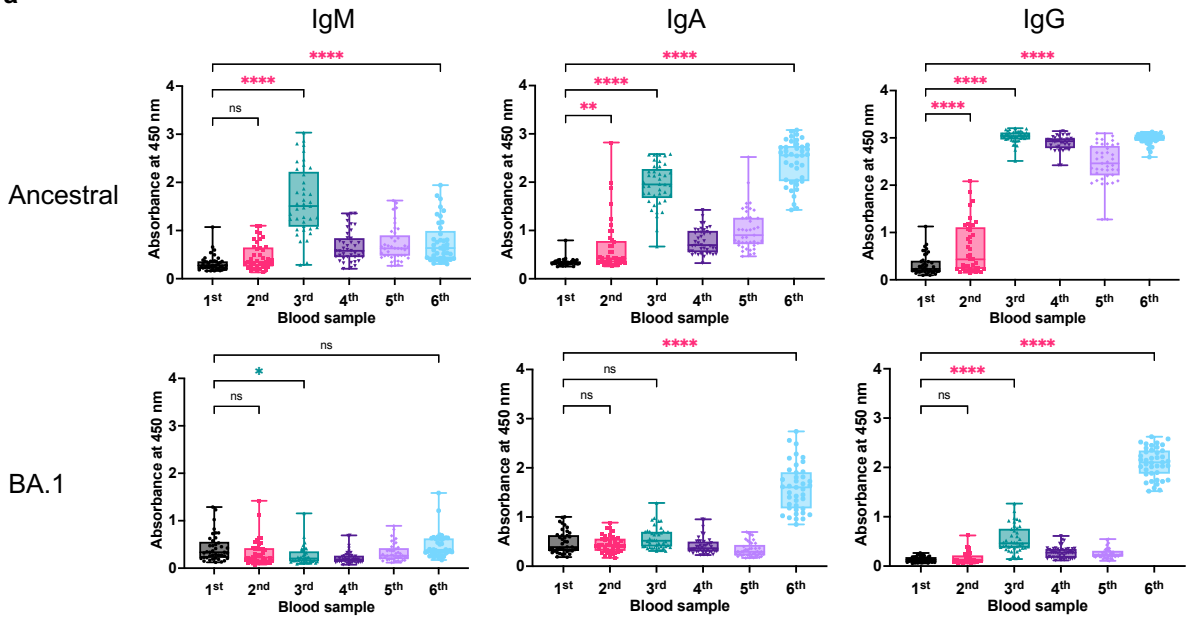 a
IgM IgA IgG
Ancestral
****
****
ns
Absorbance at 450 nm
4
3
2
1
0
1st 2nd 3rd 4th 5th 6th
Blood sample
****
****
**
Absorbance at 450 nm
4
3
2
1
0
1st 2nd 3rd 4th 5th 6th
Blood sample
****
****
****
Absorbance at 450 nm
4
3
2
1
0
1st 2nd 3rd 4th 5th 6th
Blood sample
BA.1
ns
*
ns
Absorbance at 450 nm
4
3
2
1
0
1st 2nd 3rd 4th 5th 6th
Blood sample
****
ns
ns
Absorbance at 450 nm
4
3
2
1
0
1st 2nd 3rd 4th 5th 6th
Blood sample
****
****
ns
Absorbance at 450 nm
4
3
2
1
0
1st 2nd 3rd 4th 5th 6th
Blood sample